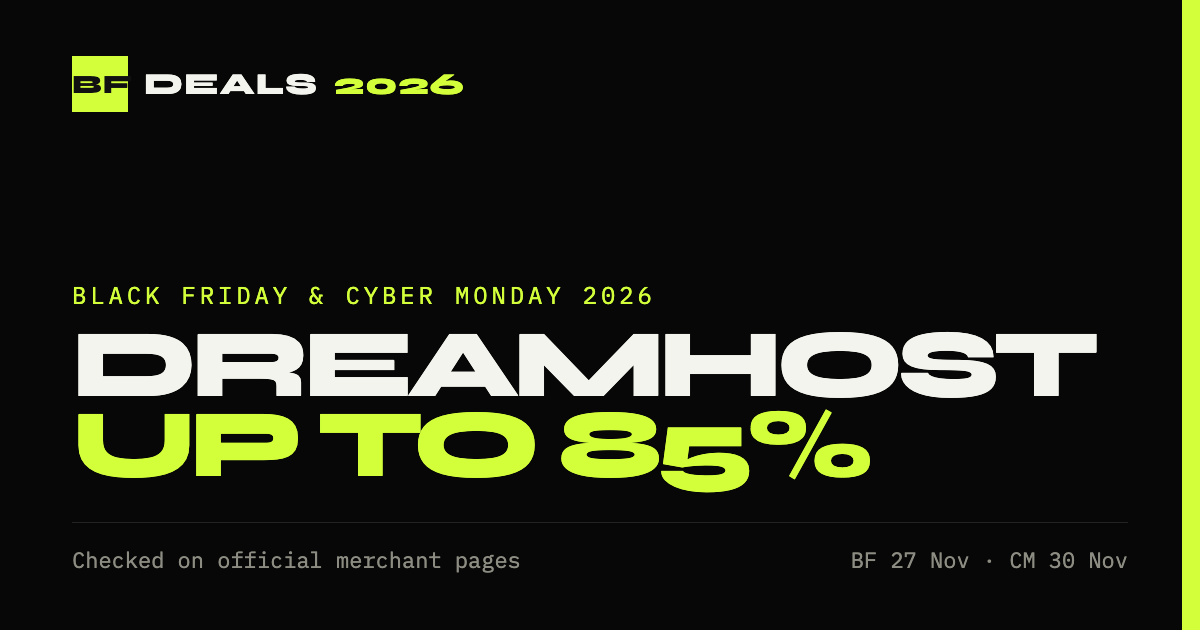 BF DEALS 2026
BLACK FRIDAY & CYBER MONDAY 2026
DREAMHOST
UP TO 85%
Checked on official merchant pages
BF 27 Nov · CM 30 Nov